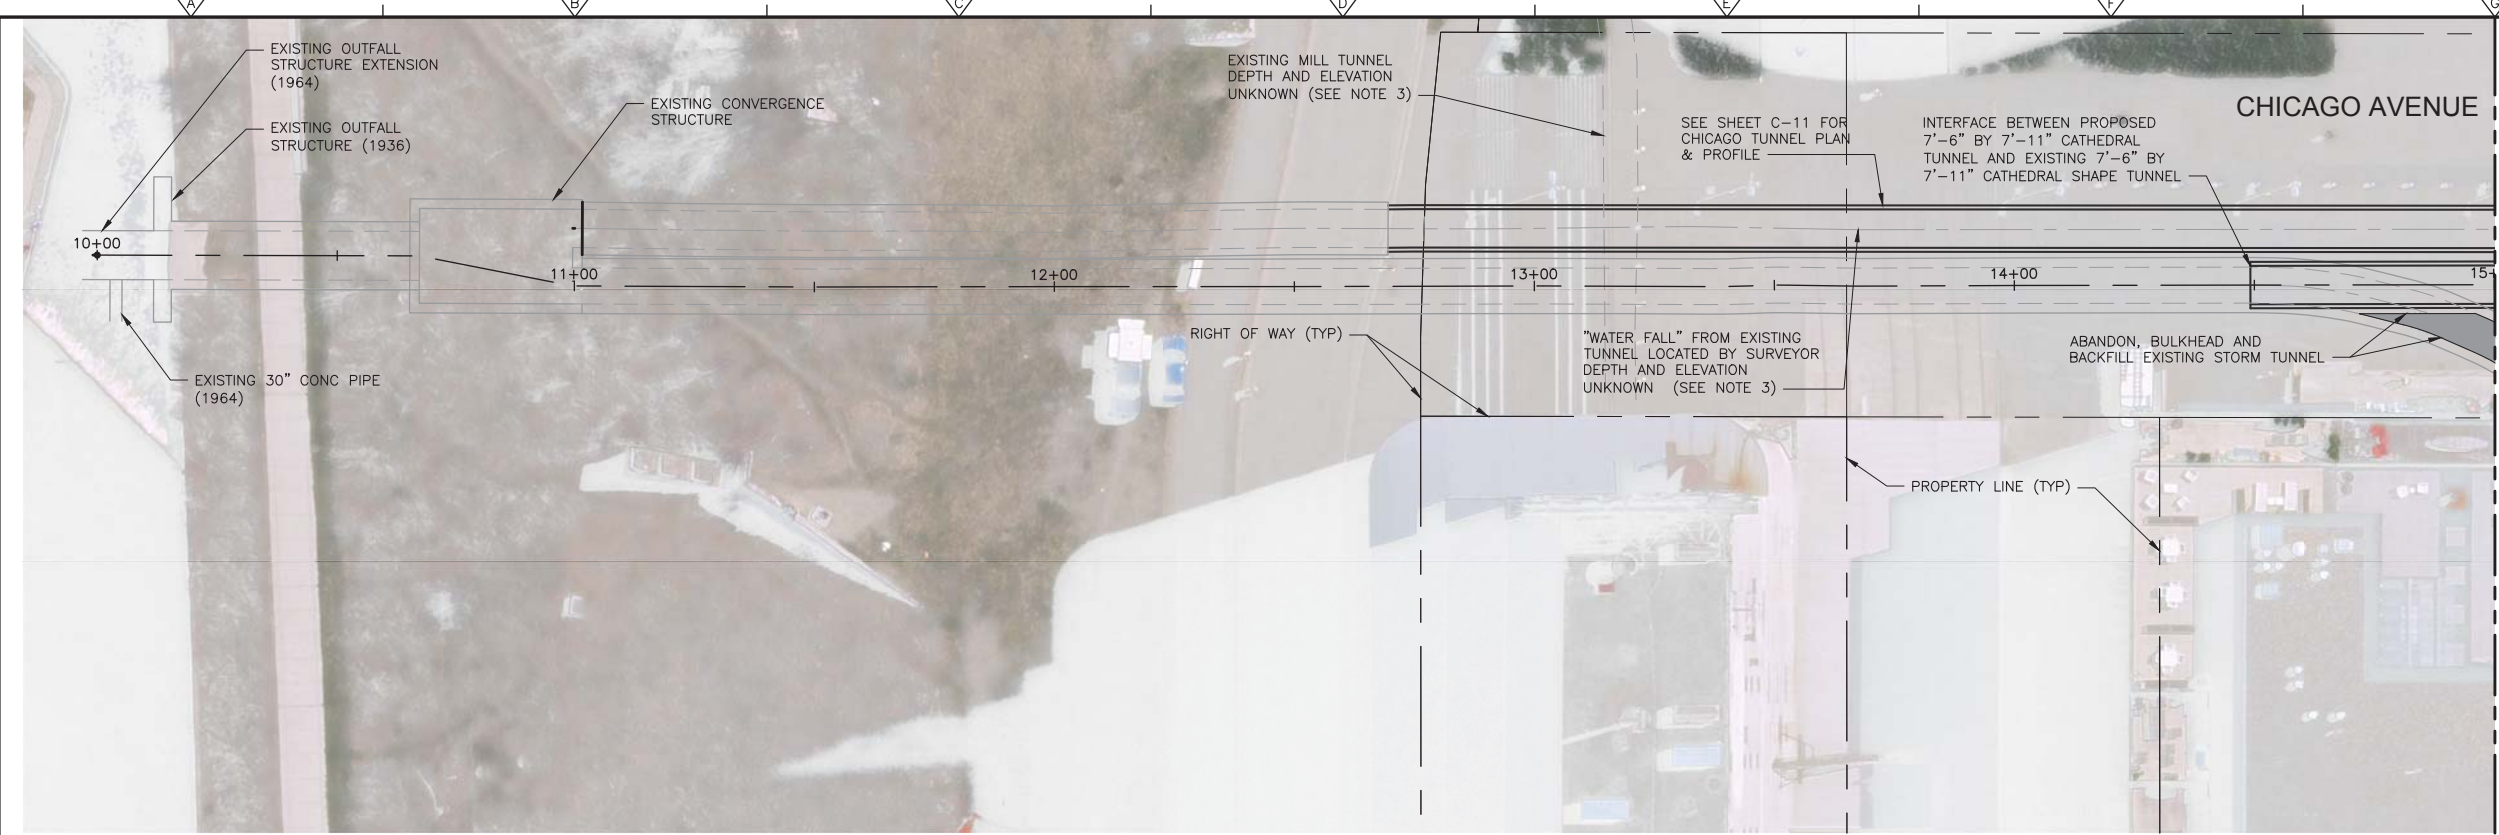 A B C D E F G
EXISTING OUTFALL
STRUCTURE EXTENSION
(1964)
EXISTING OUTFALL
STRUCTURE (1936)
EXISTING CONVERGENCE
STRUCTURE
EXISTING MILL TUNNEL
DEPTH AND ELEVATION
UNKNOWN (SEE NOTE 3)
SEE SHEET C-11 FOR
CHICAGO TUNNEL PLAN
& PROFILE
INTERFACE BETWEEN PROPOSED
7'-6" BY 7'-11" CATHEDRAL
TUNNEL AND EXISTING 7'-6" BY
7'-11" CATHEDRAL SHAPE TUNNEL
CHICAGO AVENUE
10+00
11+00
12+00
13+00
14+00
15+
EXISTING 30" CONC PIPE
(1964)
RIGHT OF WAY (TYP)
"WATER FALL" FROM EXISTING
TUNNEL LOCATED BY SURVEYOR
DEPTH AND ELEVATION
UNKNOWN (SEE NOTE 3)
ABANDON, BULKHEAD AND
BACKFILL EXISTING STORM TUNNEL
PROPERTY LINE (TYP)